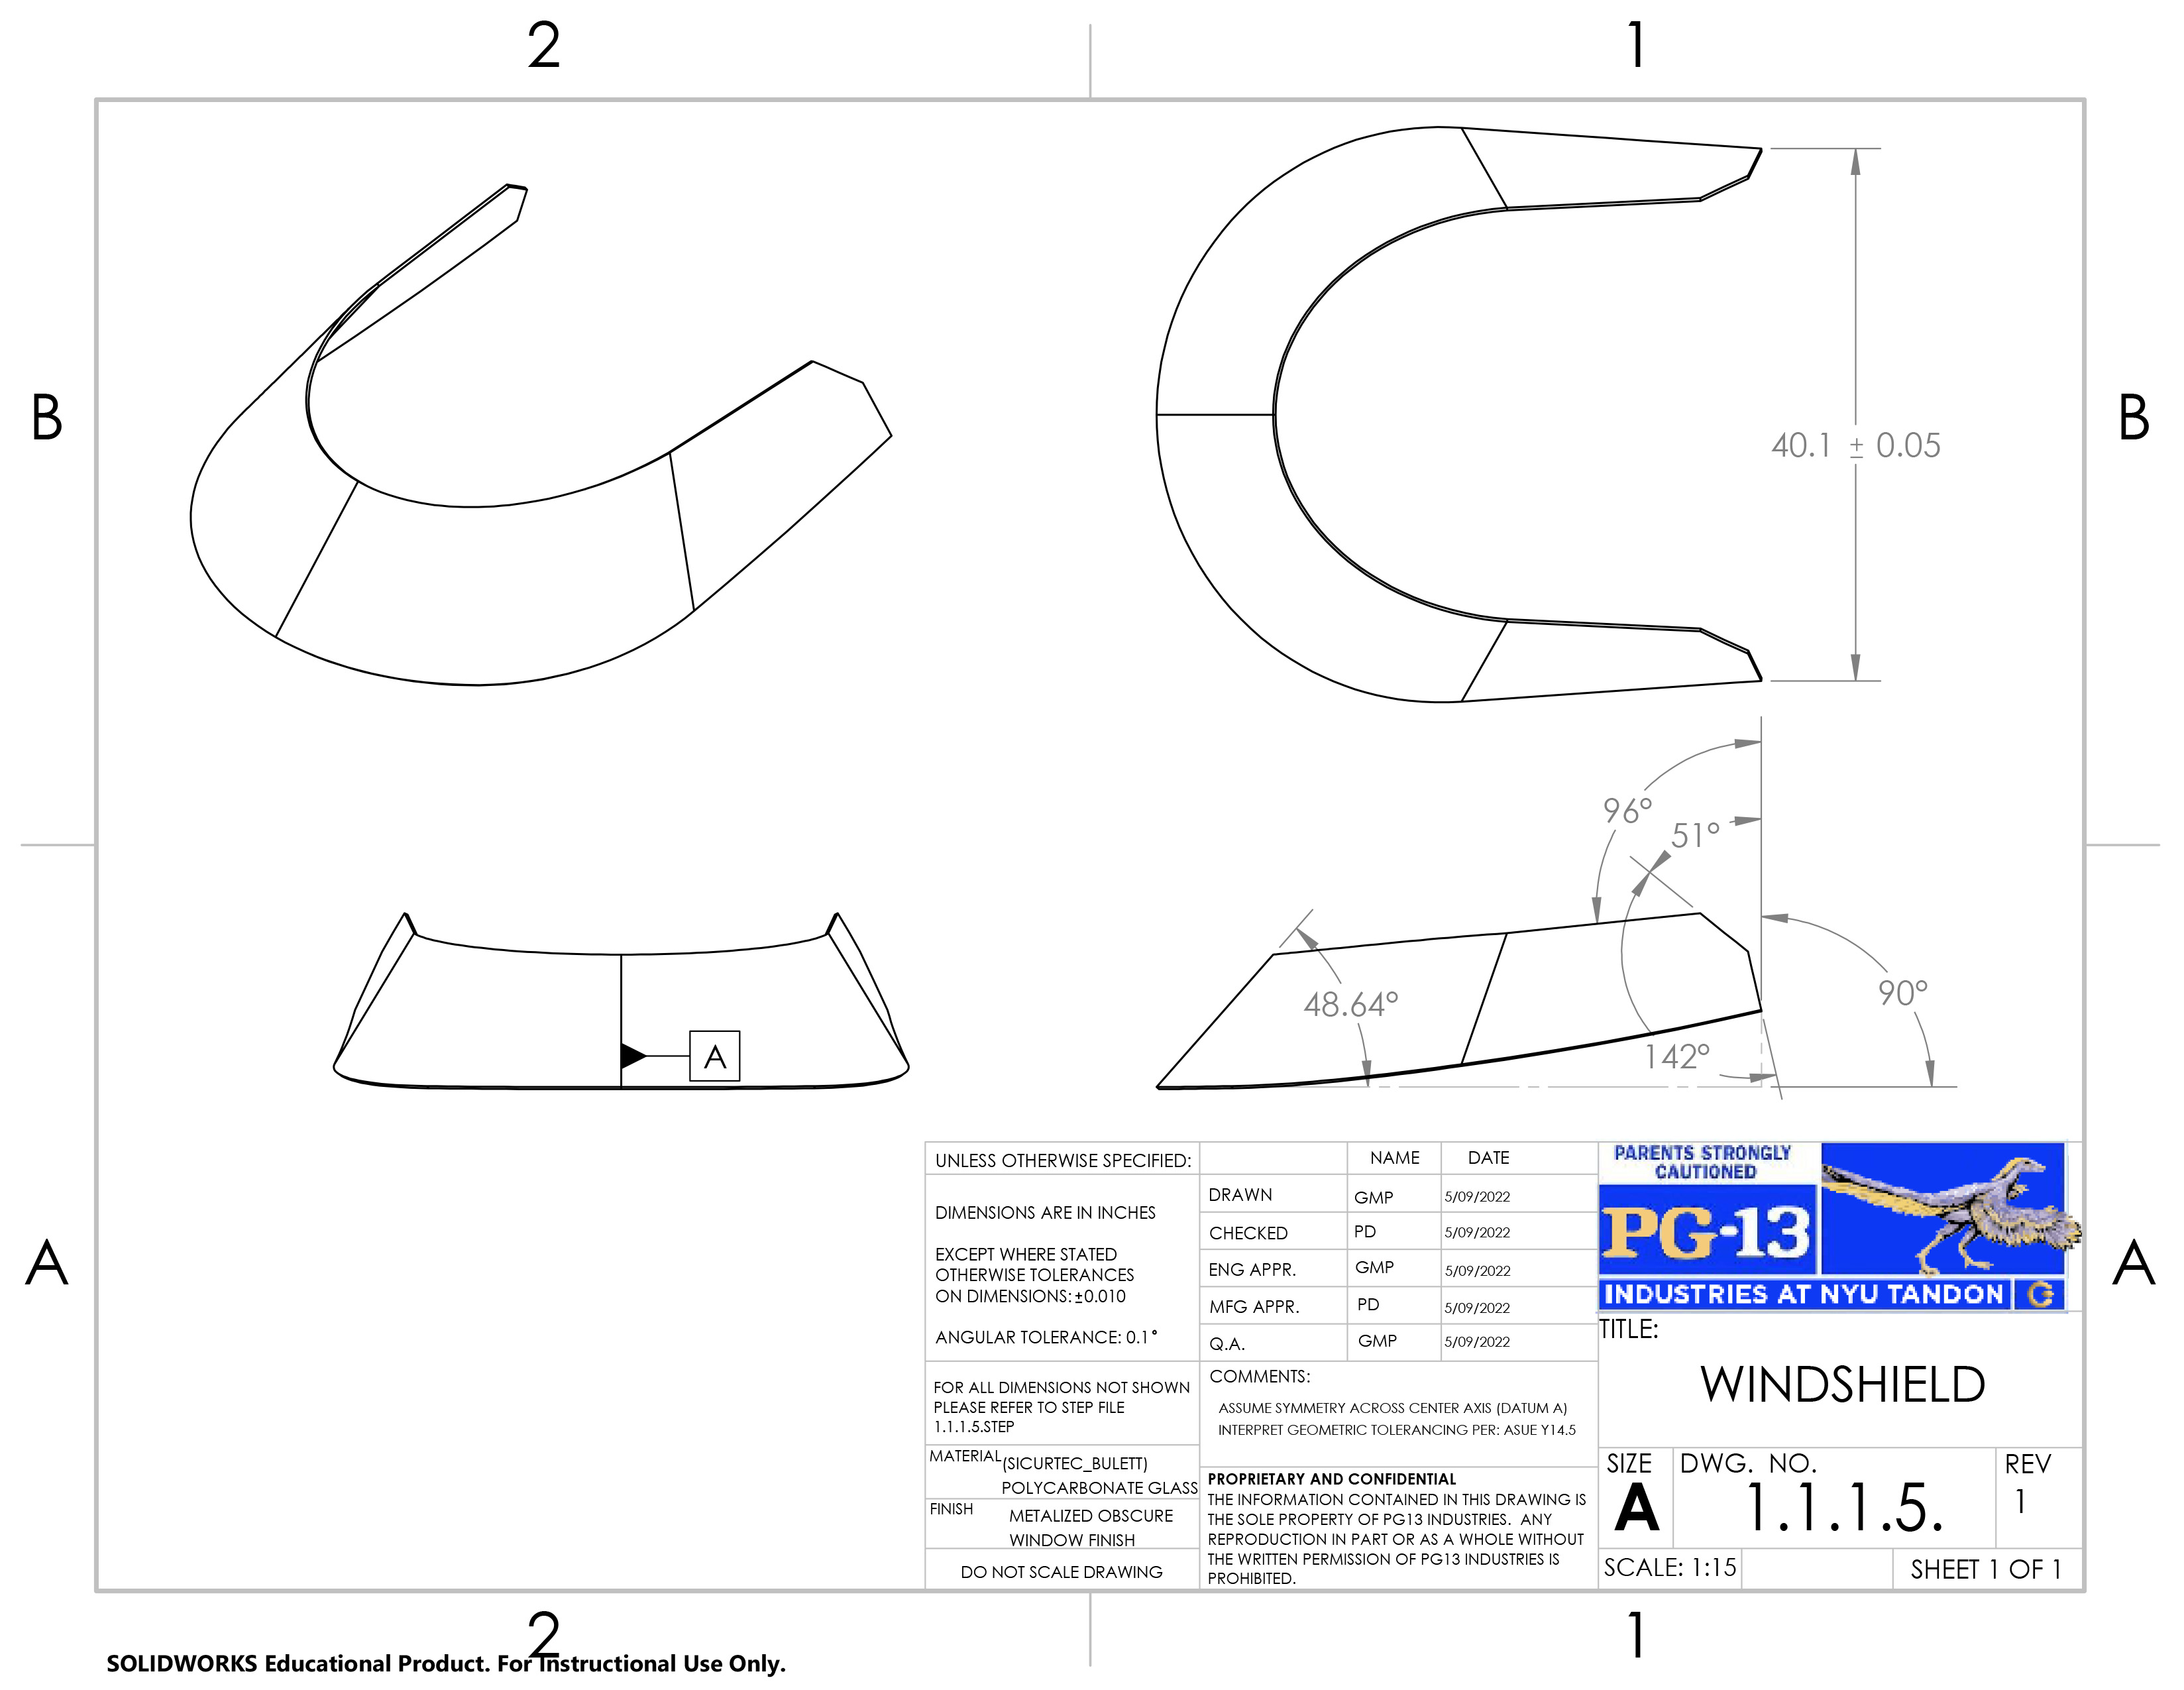 2
1
B
B
40.1 ± 0.05
96°
51°
48.64°
90°
142°
A
A
A
UNLESS OTHERWISE SPECIFIED:
DIMENSIONS ARE IN INCHES
EXCEPT WHERE STATED
OTHERWISE TOLERANCES
ON DIMENSIONS:±0.010
ANGULAR TOLERANCE: 0.1°
FOR ALL DIMENSIONS NOT SHOWN
PLEASE REFER TO STEP FILE
1.1.1.5.STEP
MATERIAL (SICURTEC_BULETT)
POLYCARBONATE GLASS
FINISH METALIZED OBSCURE
WINDOW FINISH
DO NOT SCALE DRAWING
NAME DATE
DRAWN GMP 5/09/2022
CHECKED PD 5/09/2022
ENG APPR. GMP 5/09/2022
MFG APPR. PD 5/09/2022
Q.A. GMP 5/09/2022
COMMENTS:
ASSUME SYMMETRY ACROSS CENTER AXIS (DATUM A)
INTERPRET GEOMETRIC TOLERANCING PER: ASUE Y14.5
PROPRIETARY AND CONFIDENTIAL
THE INFORMATION CONTAINED IN THIS DRAWING IS
THE SOLE PROPERTY OF PG13 INDUSTRIES. ANY
REPRODUCTION IN PART OR AS A WHOLE WITHOUT
THE WRITTEN PERMISSION OF PG13 INDUSTRIES IS
PROHIBITED.
PARENTS STRONGLY
CAUTIONED
PG-13
INDUSTRIES AT NYU TANDON
TITLE:
WINDSHIELD
SIZE DWG. NO. REV
A 1.1.1.5. 1
SCALE: 1:15 SHEET 1 OF 1
2
1
SOLIDWORKS Educational Product. For Instructional Use Only.